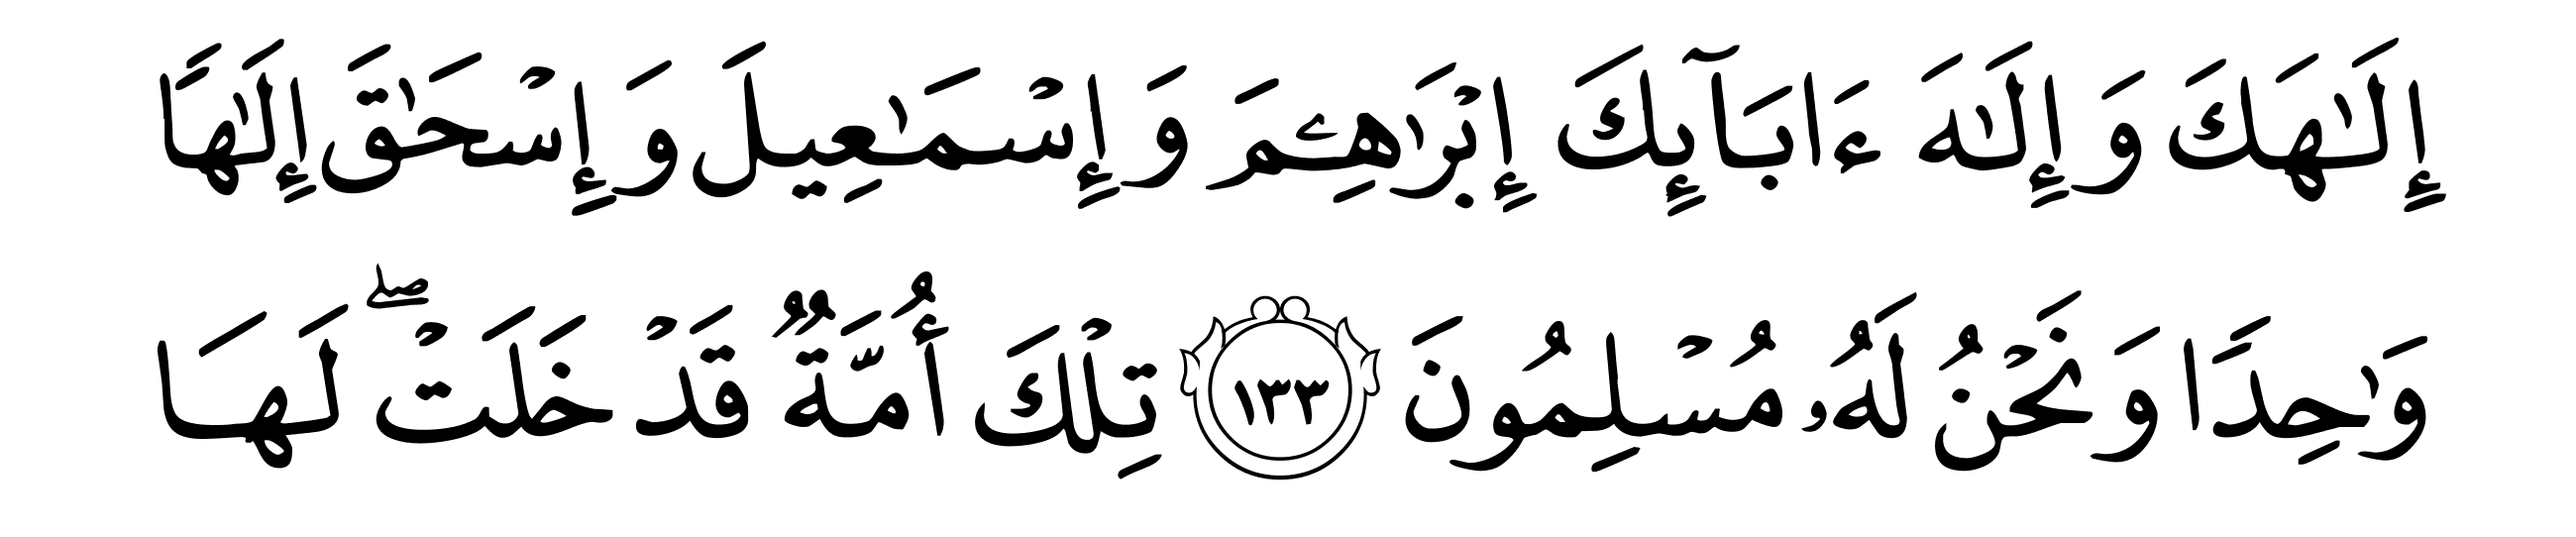 إِلَـٰهَكَ وَإِلَـٰهَ ءَابَآئِكَ إِبۡرَٰهِـۧمَ وَإِسۡمَـٰعِيلَ وَإِسۡحَـٰقَ إِلَـٰهًا
وَٰحِدًا وَنَحۡنُ لَهُۥ مُسۡلِمُونَ ١٣٣ تِلۡكَ أُمَّةٌ قَدۡ خَلَتۡۖ لَهَا